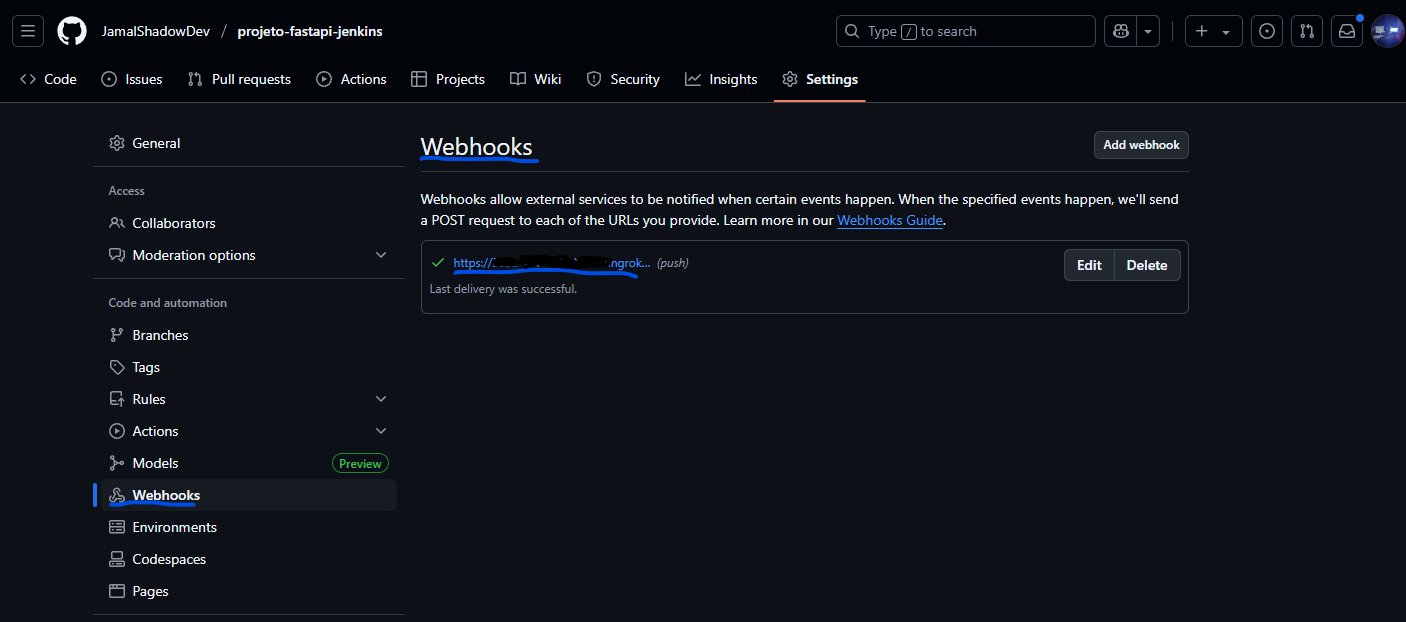 JamalShadowDev / projeto-fastapi-jenkins
Type / to search
Code Issues Pull requests Actions Projects Wiki Security Insights Settings
General
Access
Collaborators
Moderation options
Code and automation
Branches
Tags
Rules
Actions
Models Preview
Webhooks
Environments
Codespaces
Pages
Webhooks
Add webhook
Webhooks allow external services to be notified when certain events happen. When the specified events happen, we'll send
a POST request to each of the URLs you provide. Learn more in our Webhooks Guide.
https:// .ngrok... (push)
Edit Delete
Last delivery was successful.